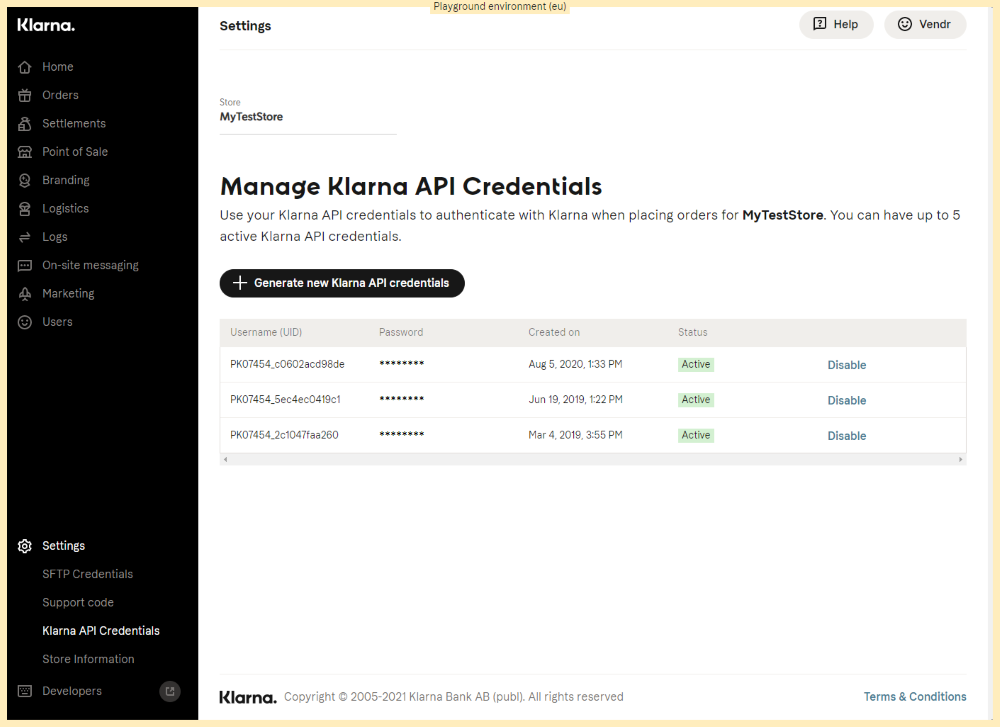 Playground environment (eu)
Klarna.
Settings
Help
Vendr
Home
Orders
Settlements
Point of Sale
Branding
Logistics
Logs
On-site messaging
Marketing
Users
Settings
SFTP Credentials
Support code
Klarna API Credentials
Store Information
Developers
Store
MyTestStore
Manage Klarna API Credentials
Use your Klarna API credentials to authenticate with Klarna when placing orders for MyTestStore. You can have up to 5
active Klarna API credentials.
Generate new Klarna API credentials
Username (UID) Password Created on Status
PK07454_c0602acd98de ******** Aug 5, 2020, 1:33 PM Active Disable
PK07454_5ec4ec0419c1 ******** Jun 19, 2019, 1:22 PM Active Disable
PK07454_2c1047faa260 ******** Mar 4, 2019, 3:55 PM Active Disable
Klarna. Copyright © 2005-2021 Klarna Bank AB (publ). All rights reserved
Terms & Conditions